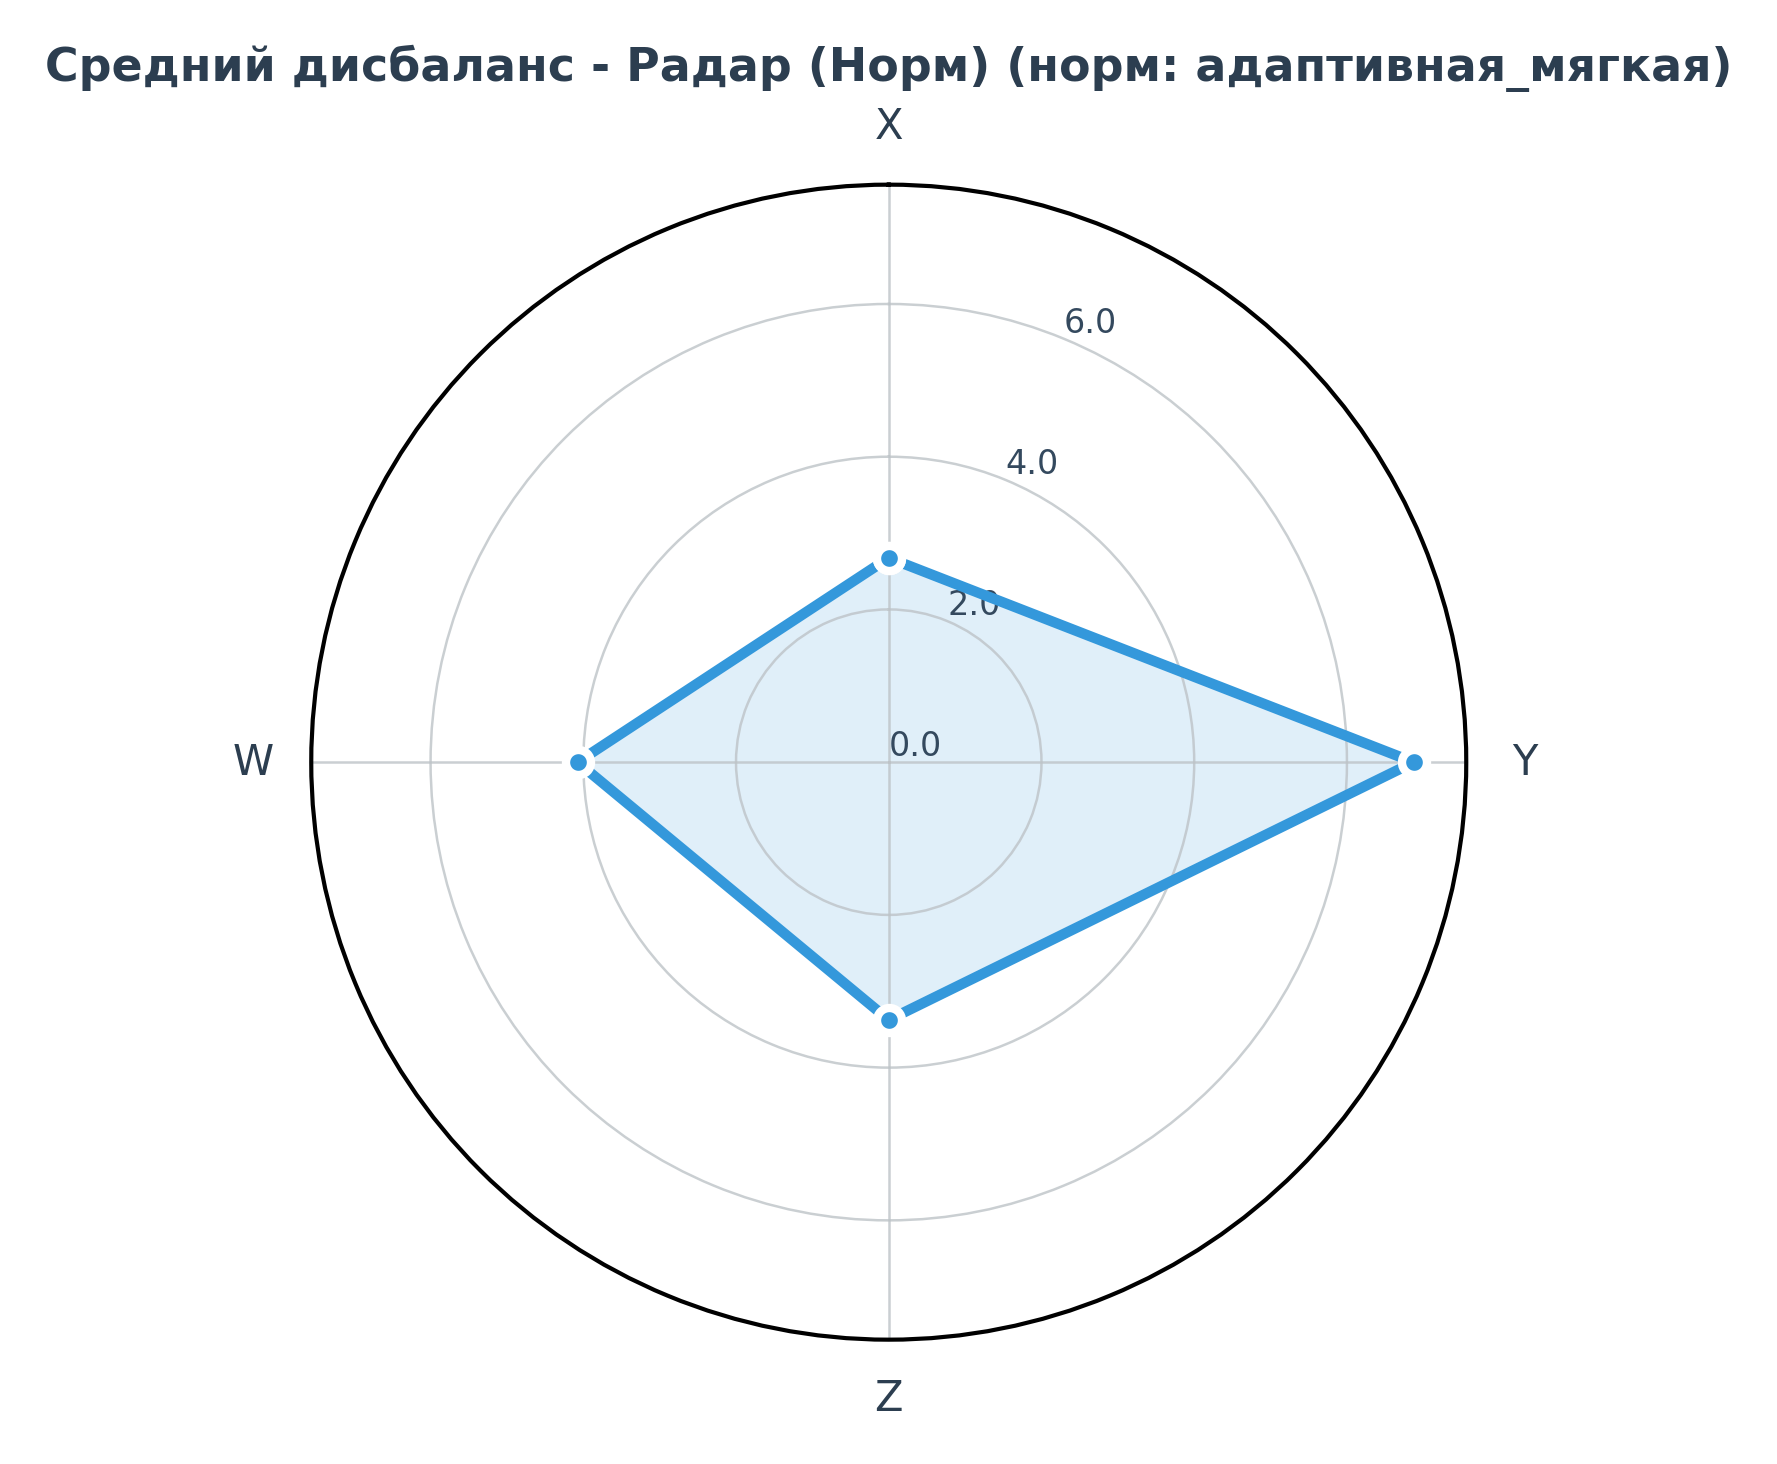 Средний дисбаланс - Радар (Норм) (норм: адаптивная_мягкая)
X
6.0
4.0
2.0
0.0
W
Y
Z